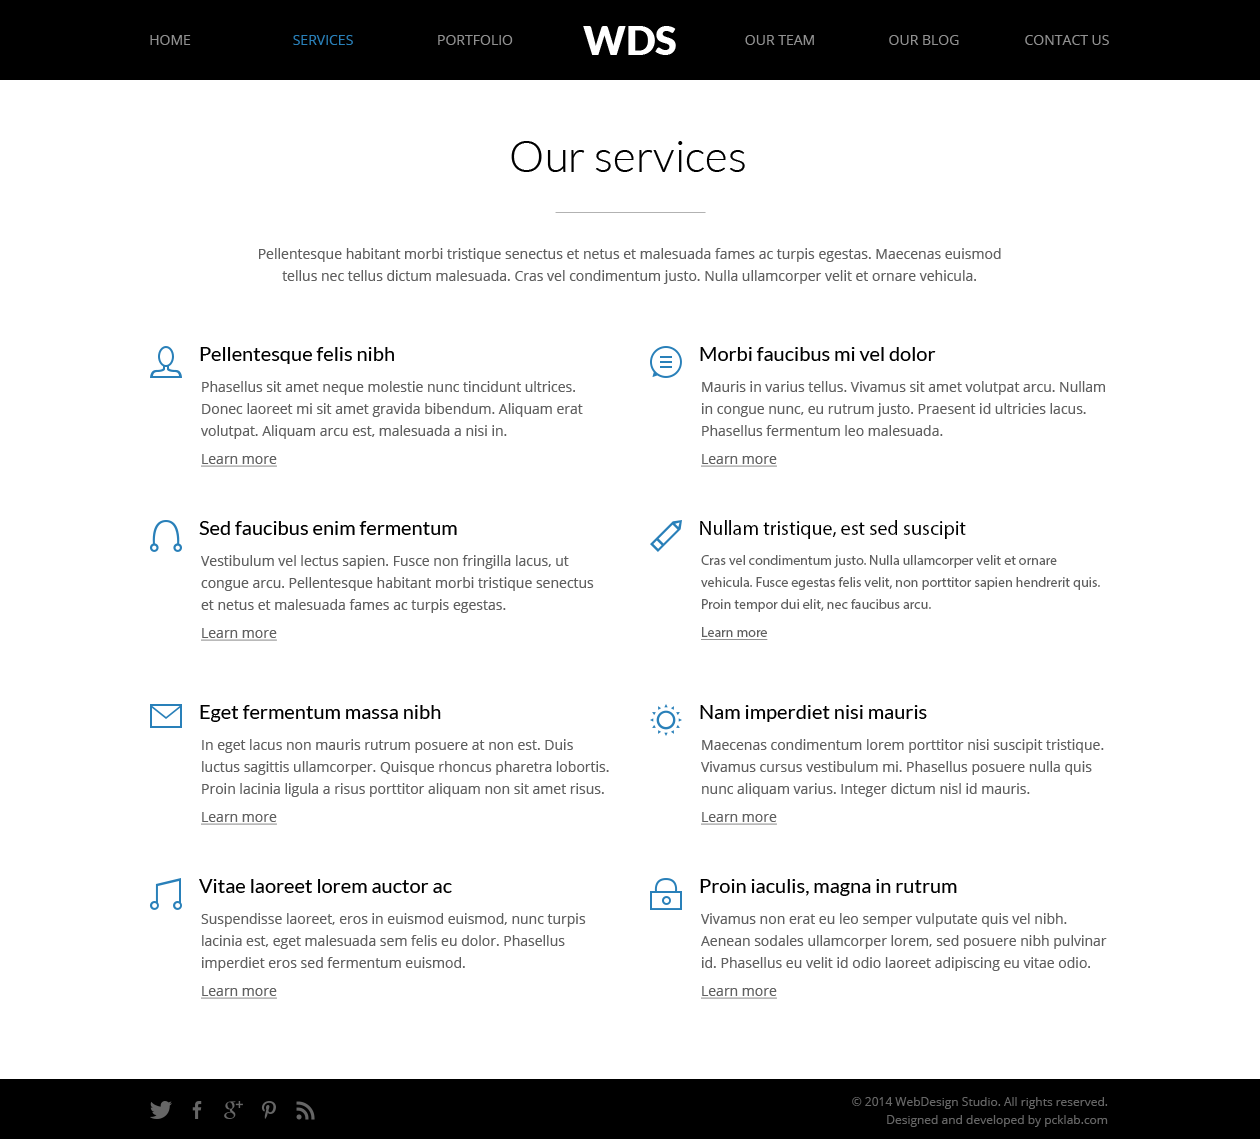 HOME SERVICES PORTFOLIO WDS OUR TEAM OUR BLOG CONTACT US
Our services
Pellentesque habitant morbi tristique senectus et netus et malesuada fames ac turpis egestas. Maecenas euismod
tellus nec tellus dictum malesuada. Cras vel condimentum justo. Nulla ullamcorper velit et ornare vehicula.
Pellentesque felis nibh
Phasellus sit amet neque molestie nunc tincidunt ultrices.
Donec laoreet mi sit amet gravida bibendum. Aliquam erat
volutpat. Aliquam arcu est, malesuada a nisi in.
Learn more
Morbi faucibus mi vel dolor
Mauris in varius tellus. Vivamus sit amet volutpat arcu. Nullam
in congue nunc, eu rutrum justo. Praesent id ultricies lacus.
Phasellus fermentum leo malesuada.
Learn more
Sed faucibus enim fermentum
Vestibulum vel lectus sapien. Fusce non fringilla lacus, ut
congue arcu. Pellentesque habitant morbi tristique senectus
et netus et malesuada fames ac turpis egestas.
Learn more
Nullam tristique, est sed suscipit
Cras vel condimentum justo. Nulla ullamcorper velit et ornare
vehicula. Fusce egestas felis velit, non porttitor sapien hendrerit quis.
Proin tempor dui elit, nec faucibus arcu.
Learn more
Eget fermentum massa nibh
In eget lacus non mauris rutrum posuere at non est. Duis
luctus sagittis ullamcorper. Quisque rhoncus pharetra lobortis.
Proin lacinia ligula a risus porttitor aliquam non sit amet risus.
Learn more
Nam imperdiet nisi mauris
Maecenas condimentum lorem porttitor nisi suscipit tristique.
Vivamus cursus vestibulum mi. Phasellus posuere nulla quis
nunc aliquam varius. Integer dictum nisl id mauris.
Learn more
Vitae laoreet lorem auctor ac
Suspendisse laoreet, eros in euismod euismod, nunc turpis
lacinia est, eget malesuada sem felis eu dolor. Phasellus
imperdiet eros sed fermentum euismod.
Learn more
Proin iaculis, magna in rutrum
Vivamus non erat eu leo semper vulputate quis vel nibh.
Aenean sodales ullamcorper lorem, sed posuere nibh pulvinar
id. Phasellus eu velit id odio laoreet adipiscing eu vitae odio.
Learn more
© 2014 WebDesign Studio. All rights reserved.
Designed and developed by pcklab.com